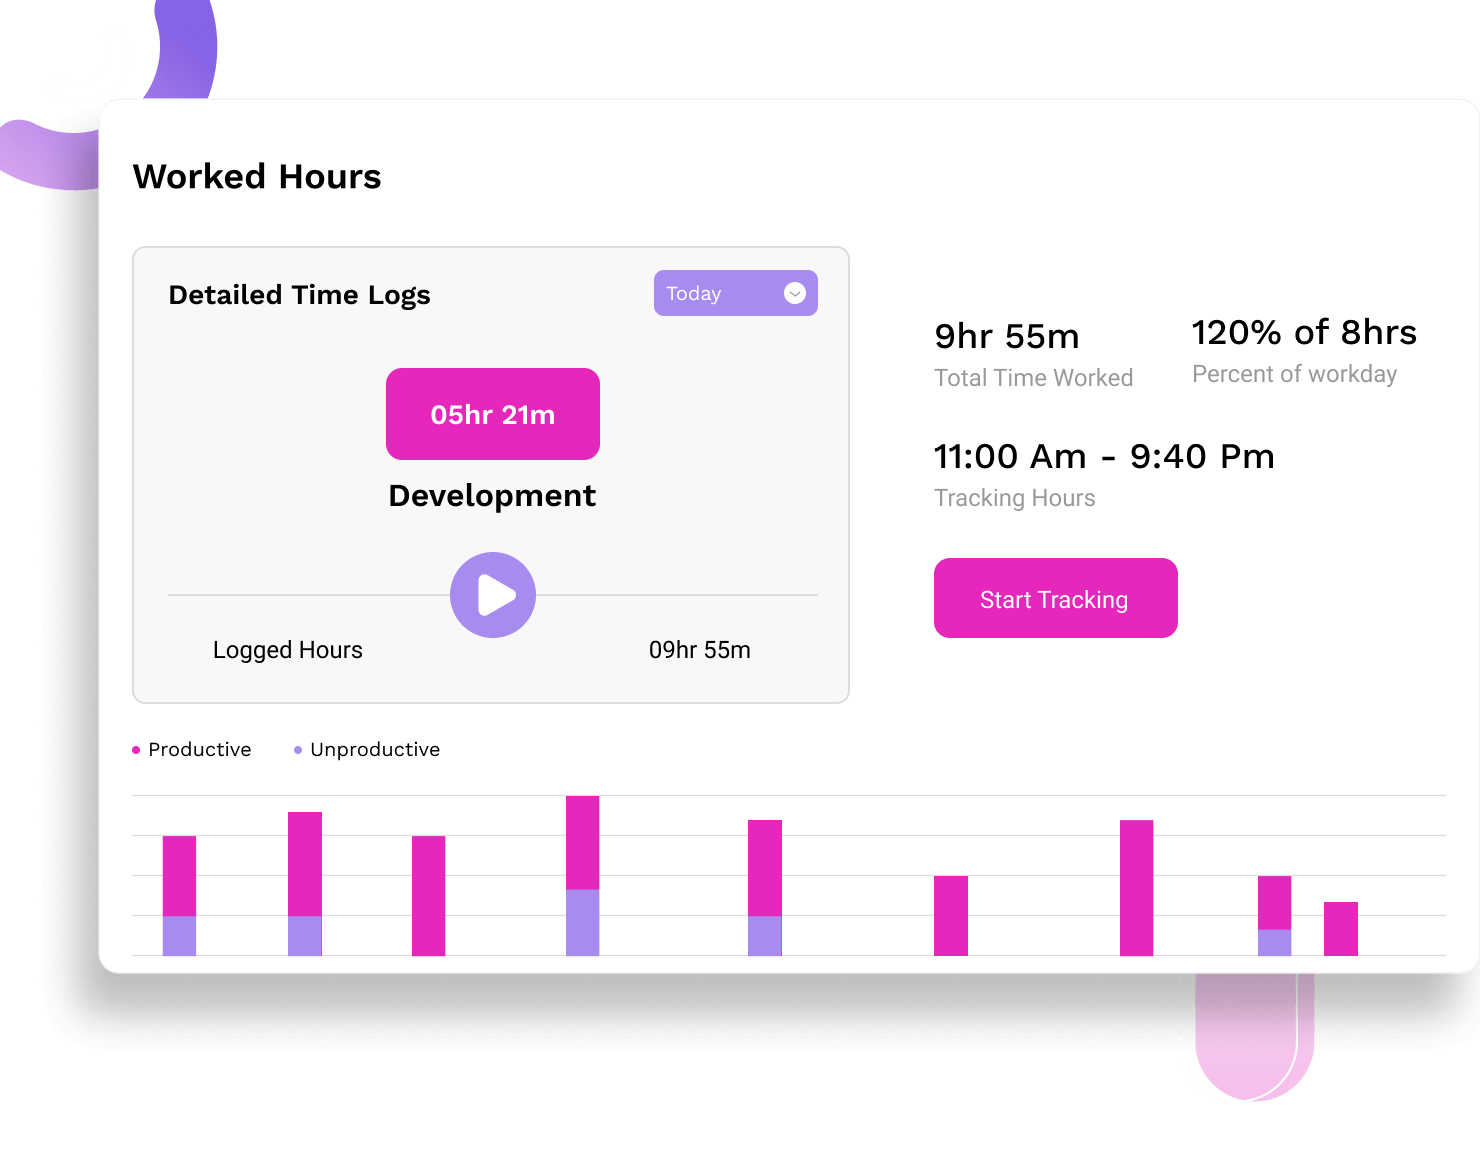 Worked Hours
Detailed Time Logs
Today
05hr 21m
Development
Logged Hours
09hr 55m
9hr 55m
Total Time Worked
120% of 8hrs
Percent of workday
11:00 Am - 9:40 Pm
Tracking Hours
Start Tracking
Productive
Unproductive